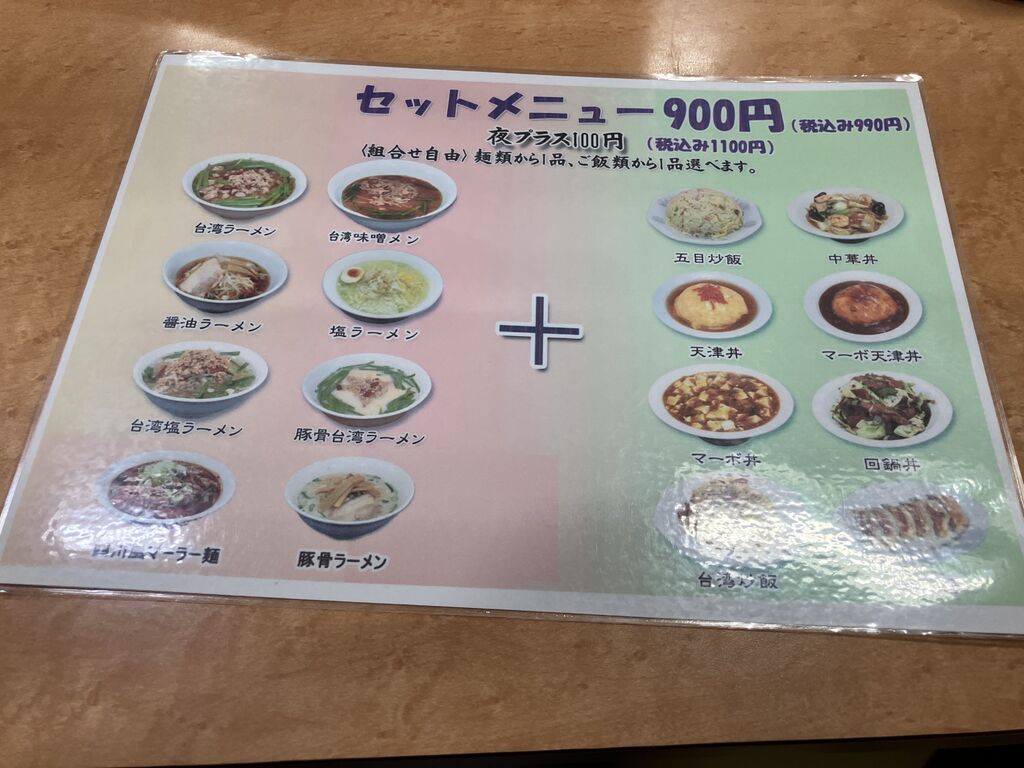 セットメニュー900円(税込み990円)
夜プラス100円 (税込み1100円)
〈組合せ自由〉麺類から1品、ご飯類から1品選べます。
台湾ラーメン
台湾味噌メン
醤油ラーメン
塩ラーメン
台湾塩ラーメン
豚骨台湾ラーメン
マーラー麺
豚骨ラーメン
+
五目炒飯
中華丼
天津丼
マーボ天津丼
マーボ丼
回鍋丼
台湾炒飯